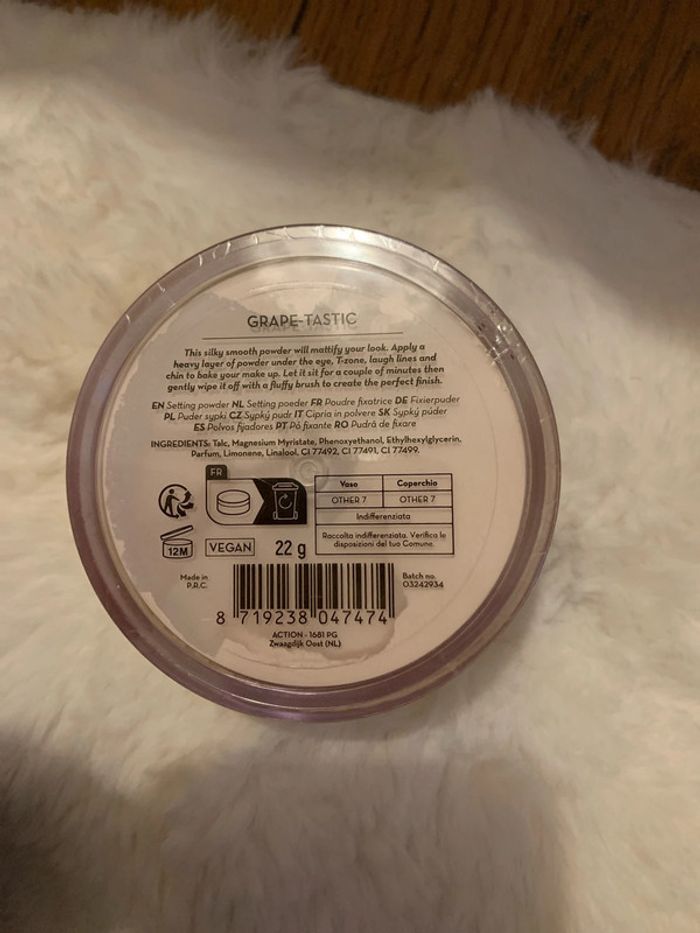 GRAPE-TASTIC
This silky smooth powder will mattify your look. Apply a
heavy layer of powder under the eye, T-zone, laugh lines and
chin to bake your make up. Let it sit for a couple of minutes then
gently wipe it off with a fluffy brush to create the perfect finish.
EN Setting powder NL Setting poeder FR Poudre fixatrice DE Fixierpuder
PL Puder sypki CZ Sypký pudr IT Cipria in polvere SK Sypký púder
ES Polvos fijadores PT Pó fixante RO Pudră de fixare
INGREDIENTS: Talc, Magnesium Myristate, Phenoxyethanol, Ethylhexylglycerin,
Parfum, Limonene, Linalool, CI 77492, CI 77491, CI 77499.
FR
Vaso Coperchio
OTHER 7 OTHER 7
Indifferenziata
Raccolta indifferenziata. Verifica le
disposizioni del tuo Comune.
12M
VEGAN
22 g
Made in
P.R.C.
Batch no.
03242934
8 719238 047474
ACTION - 1681 PG
Zwaagdijk Oost (NL)